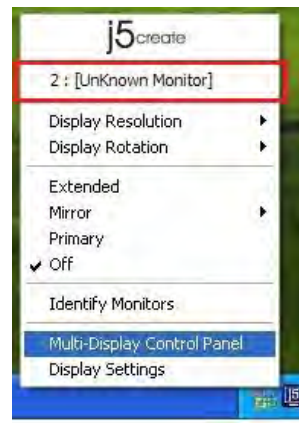 j5create
2 : [UnKnown Monitor]
Display Resolution
Display Rotation
Extended
Mirror
Primary
Off
Identify Monitors
Multi-Display Control Panel
Display Settings
j5